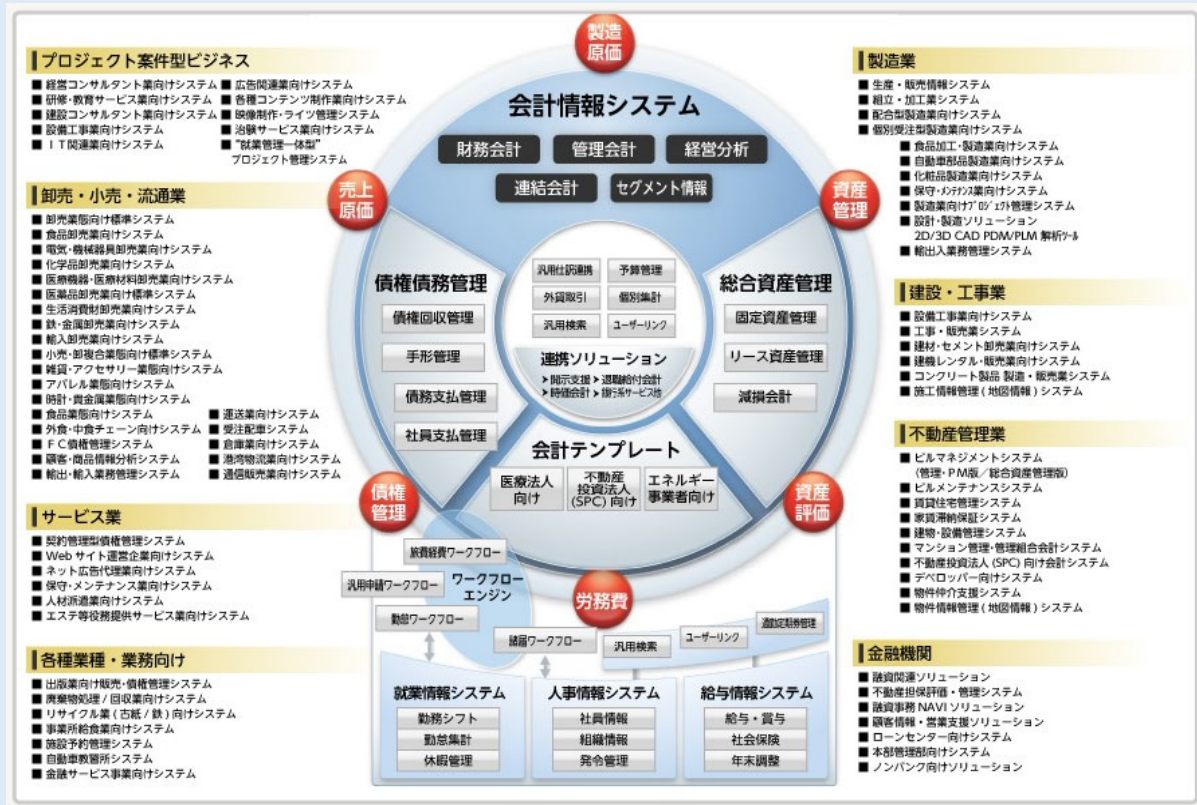 プロジェクト案件型ビジネス
■ 経営コンサルタント業向けシステム
■ 研修・教育サービス業向けシステム
■ 建設コンサルタント業向けシステム
■ 設備工事業向けシステム
■ IT関連業向けシステム
■ 広告関連業向けシステム
■ 各種コンテンツ制作業向けシステム
■ 映像制作・ライツ管理システム
■ 治験サービス業向けシステム
■ "就業管理一体型"
プロジェクト管理システム
卸売・小売・流通業
■ 卸売業態向け標準システム
■ 食品卸売業向けシステム
■ 電気・機械器具卸売業向けシステム
■ 化学品卸売業向けシステム
■ 医療機器・医療材料卸売業向けシステム
■ 医薬品卸売業向け標準システム
■ 生活消費財卸売業向けシステム
■ 鉄・金属卸売業向けシステム
■ 輸入卸売業向けシステム
■ 小売・卸複合業態向け標準システム
■ 雑貨・アクセサリー業態向けシステム
■ アパレル業態向けシステム
■ 時計・貴金属業態向けシステム
■ 食品業態向けシステム
■ 外食・中食チェーン向けシステム
■ FC債権管理システム
■ 顧客・商品情報分析システム
■ 輸出・輸入業務管理システム
■ 運送業向けシステム
■ 受注配車システム
■ 倉庫業向けシステム
■ 港湾物流業向けシステム
■ 通信販売業向けシステム
サービス業
■ 契約管理型債権管理システム
■ Webサイト運営企業向けシステム
■ ネット広告代理業向けシステム
■ 保守・メンテナンス業向けシステム
■ 人材派遣業向けシステム
■ エステ等役務提供サービス業向けシステム
各種業種・業務向け
■ 出版業向け販売・債権管理システム
■ 廃棄物処理/回収業向けシステム
■ リサイクル業(古紙/鉄)向けシステム
■ 事業所給食業向けシステム
■ 施設予約管理システム
■ 自動車教習所システム
■ 金融サービス事業向けシステム
製造
原価
会計情報システム
財務会計
管理会計
経営分析
連結会計
セグメント情報
売上
原価
資産
管理
債権債務管理
債権回収管理
手形管理
債務支払管理
社員支払管理
汎用仕訳連携
予算管理
外貨取引
個別集計
汎用検索
ユーザーリンク
連携ソリューション
➤開示支援 ➤退職給付会計
➤時価会計 ➤銀行系サービス他
総合資産管理
固定資産管理
リース資産管理
減損会計
会計テンプレート
医療法人
向け
不動産
投資法人
(SPC)向け
エネルギー
事業者向け
債権
管理
資産
評価
労務費
旅費経費ワークフロー
汎用申請ワークフロー
ワークフロー
エンジン
勤怠ワークフロー
諸届ワークフロー
汎用検索
ユーザーリンク
通勤定期券管理
就業情報システム
勤務シフト
勤怠集計
休暇管理
人事情報システム
社員情報
組織情報
発令管理
給与情報システム
給与・賞与
社会保険
年末調整
製造業
■ 生産・販売情報システム
■ 組立・加工業システム
■ 配合型製造業向けシステム
■ 個別受注型製造業向けシステム
■ 食品加工・製造業向けシステム
■ 自動車部品製造業向けシステム
■ 化粧品製造業向けシステム
■ 保守・メンテナンス業向けシステム
■ 製造業向けプロジェクト管理システム
■ 設計・製造ソリューション
2D/3D CAD PDM/PLM 解析ツール
■ 輸出入業務管理システム
建設・工事業
■ 設備工事業向けシステム
■ 工事・販売業システム
■ 建材・セメント卸売業向けシステム
■ 建機レンタル・販売業向けシステム
■ コンクリート製品 製造・販売業システム
■ 施工情報管理(地図情報)システム
不動産管理業
■ ビルマネジメントシステム
(管理・PM版/総合資産管理版)
■ ビルメンテナンスシステム
■ 賃貸住宅管理システム
■ 家賃滞納保証システム
■ 建物・設備管理システム
■ マンション管理・管理組合会計システム
■ 不動産投資法人(SPC)向け会計システム
■ デベロッパー向けシステム
■ 物件仲介支援システム
■ 物件情報管理(地図情報)システム
金融機関
■ 融資関連ソリューション
■ 不動産担保評価・管理システム
■ 融資事務NAVIソリューション
■ 顧客情報・営業支援ソリューション
■ ローンセンター向けシステム
■ 本部管理部向けシステム
■ ノンバンク向けソリューション